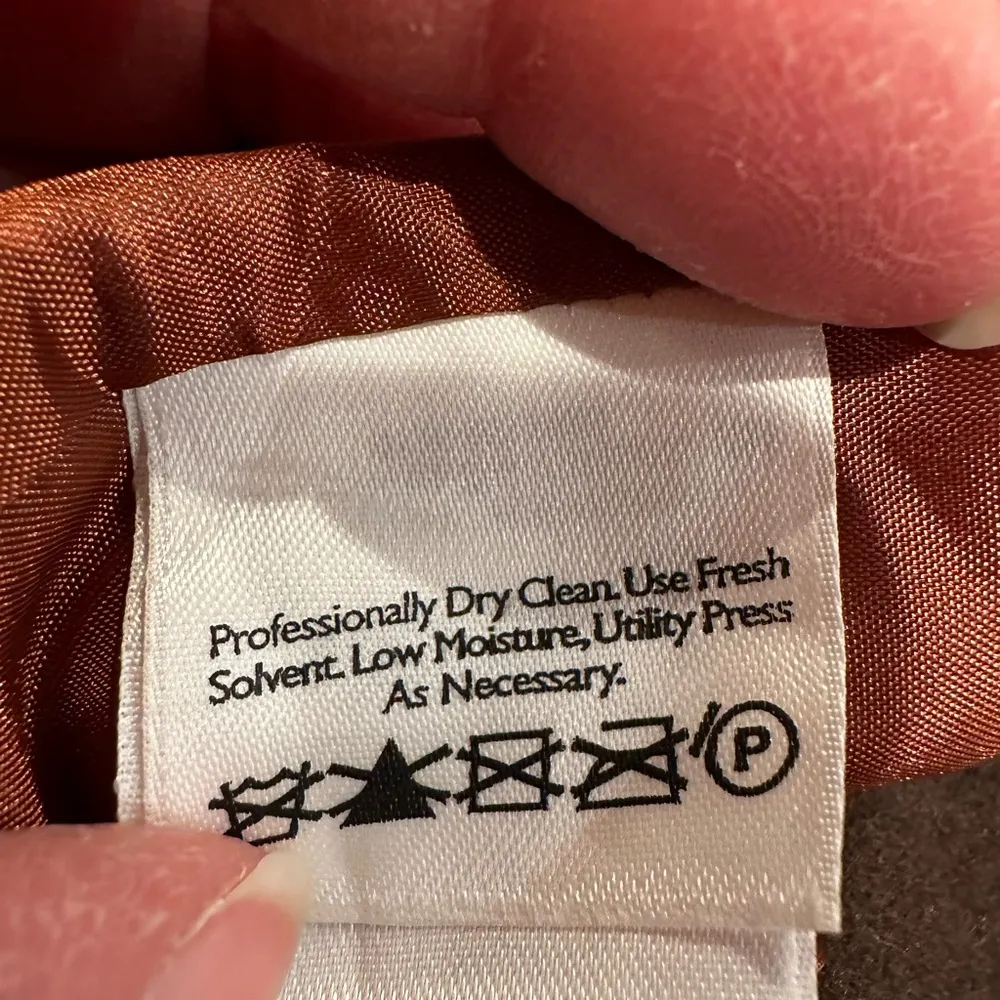 Professionally Dry Clean. Use Fresh
Solvent. Low Moisture, Utility Press
As Necessary.
P